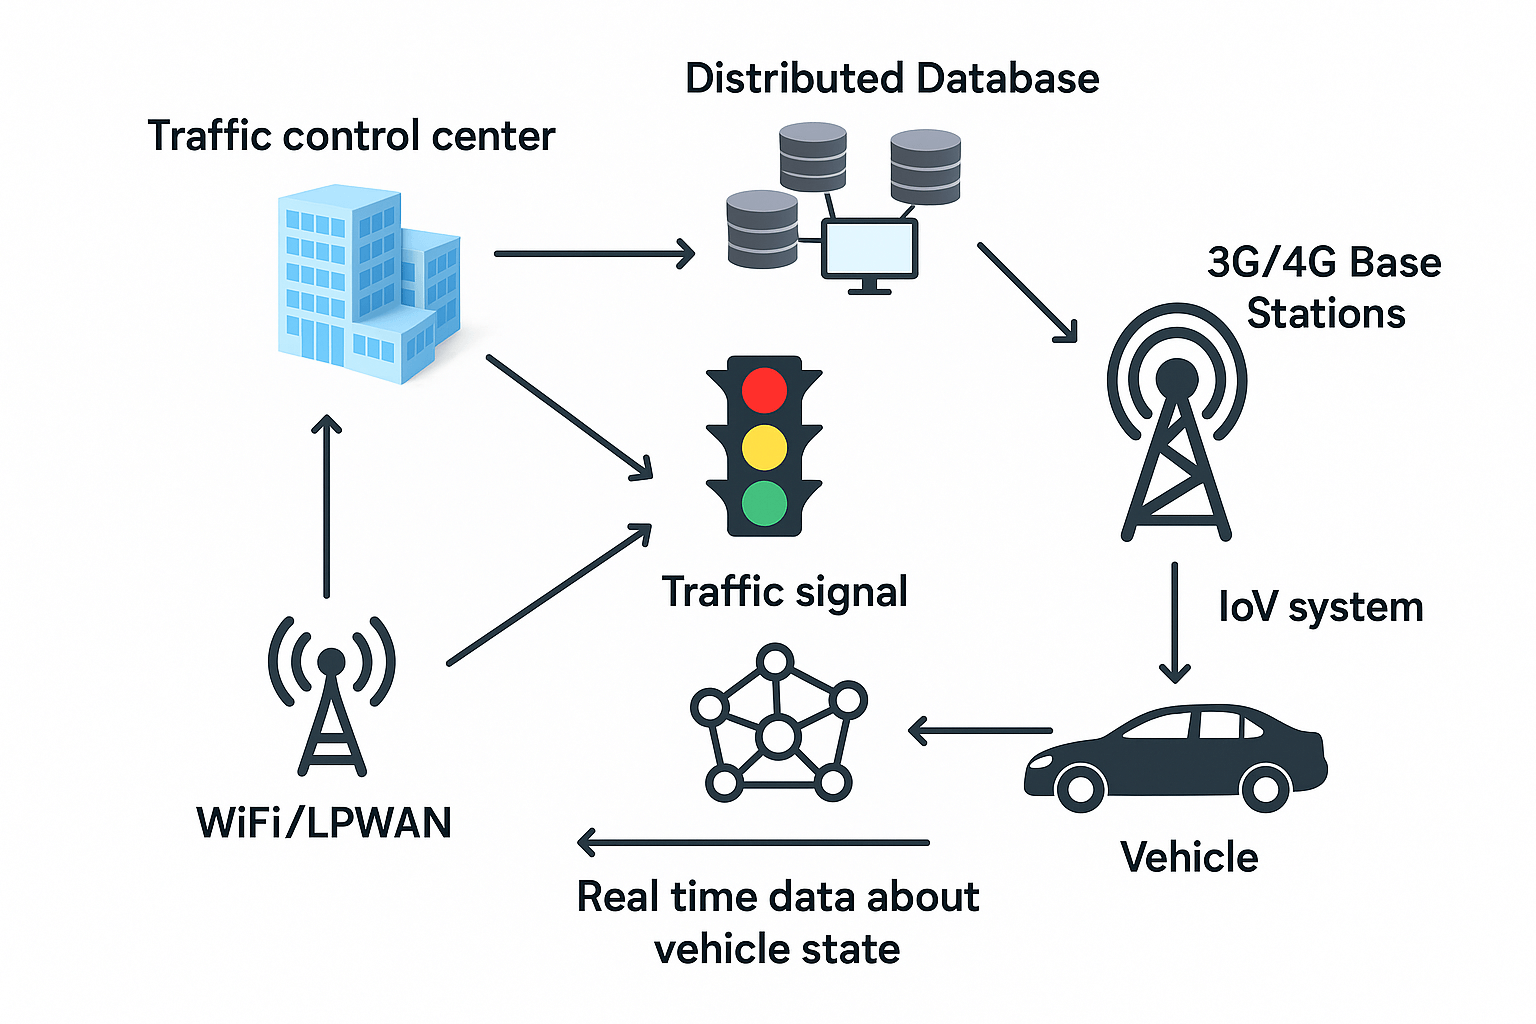 Distributed Database
Traffic control center
3G/4G Base
Stations
Traffic signal
IoV system
WiFi/LPWAN
Vehicle
Real time data about
vehicle state